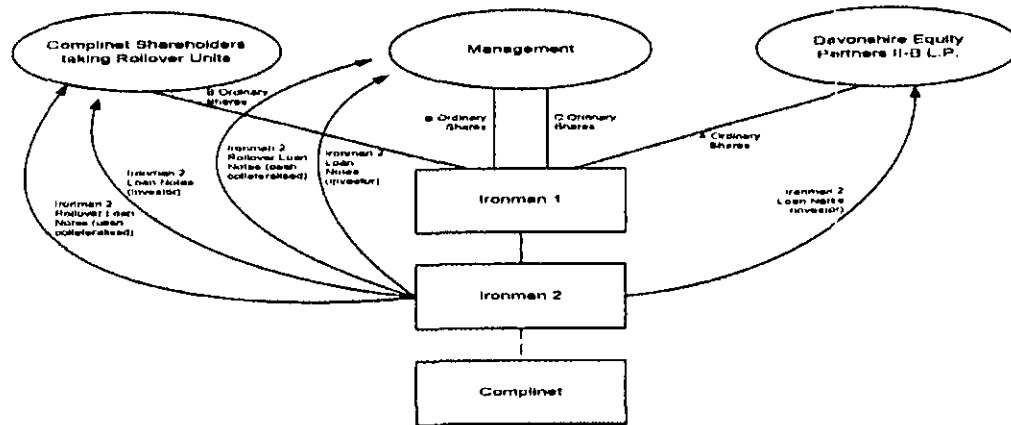 Complinet Shareholders
taking Rollover Units
Management
Davonshire Equity
Partners II-B L.P.
B Ordinary
Shares
B Ordinary
Shares
C Ordinary
Shares
A Ordinary
Shares
Ironman 2
Rollover Loan
Notes (cash
collateralised)
Ironman 2
Loan
Notes
(investor)
Ironman 2
Loan Notes
(investor)
Ironman 2
Rollover Loan
Notes (cash
collateralised)
Ironman 2
Loan Notes
(investor)
Ironman 1
Ironman 2
Complinet